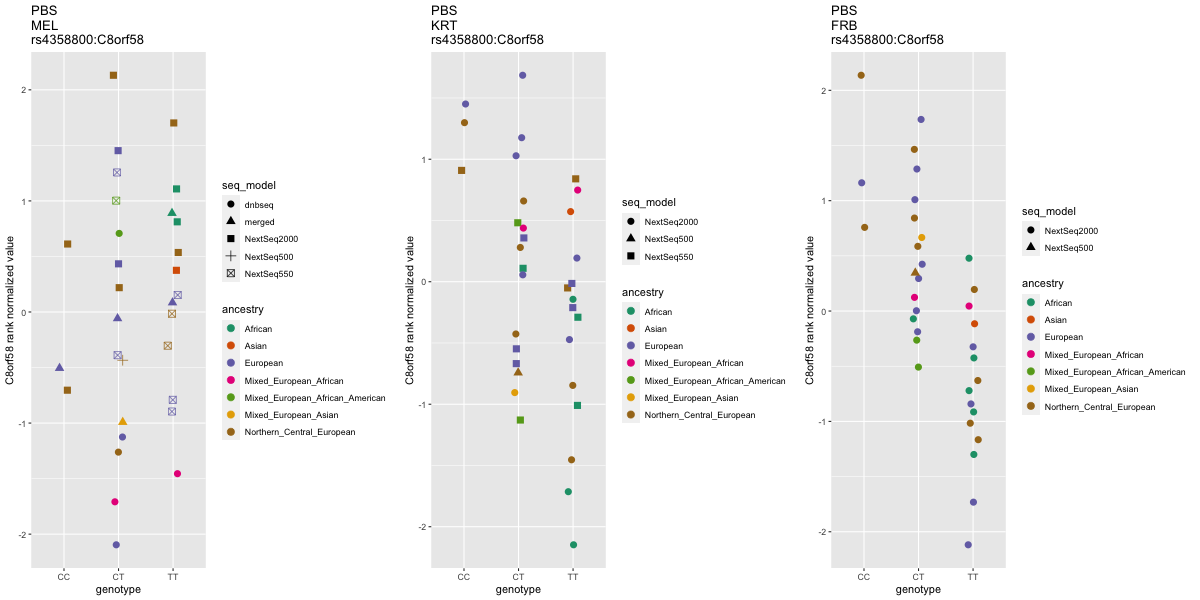 PBS
MEL
rs4358800:C8orf58
C8orf58 rank normalized value
2
1
0
-1
-2
CC CT TT
genotype
seq_model
dnbseq
merged
NextSeq2000
NextSeq500
NextSeq550
ancestry
African
Asian
European
Mixed_European_African
Mixed_European_African_American
Mixed_European_Asian
Northern_Central_European
PBS
KRT
rs4358800:C8orf58
C8orf58 rank normalized value
1
0
-1
-2
CC CT TT
genotype
seq_model
NextSeq2000
NextSeq500
NextSeq550
ancestry
African
Asian
European
Mixed_European_African
Mixed_European_African_American
Mixed_European_Asian
Northern_Central_European
PBS
FRB
rs4358800:C8orf58
C8orf58 rank normalized value
2
1
0
-1
-2
CC CT TT
genotype
seq_model
NextSeq2000
NextSeq500
ancestry
African
Asian
European
Mixed_European_African
Mixed_European_African_American
Mixed_European_Asian
Northern_Central_European